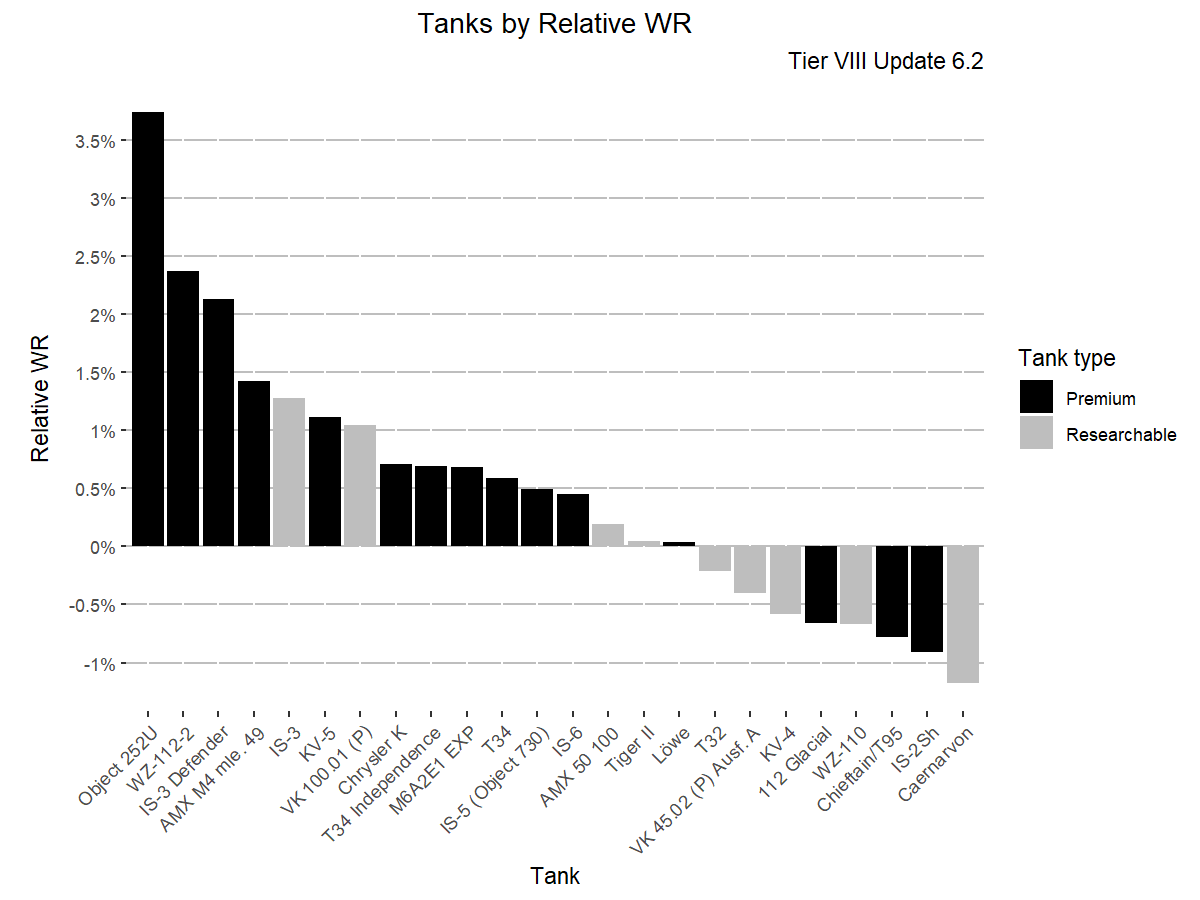 Tanks by Relative WR
Tier VIII Update 6.2
Relative WR
3.5%
3%
2.5%
2%
1.5%
1%
0.5%
0%
-0.5%
-1%
Object 252U
WZ-112-2
IS-3 Defender
AMX M4 mle. 49
IS-3
KV-5
VK 100.01 (P)
Chrysler K
T34 Independence
M6A2E1 EXP
T34
IS-5 (Object 730)
IS-6
AMX 50 100
Tiger II
Löwe
T32
VK 45.02 (P) Ausf. A
KV-4
112 Glacial
WZ-110
Chieftain/T95
IS-2Sh
Caernarvon
Tank
Tank type
Premium
Researchable